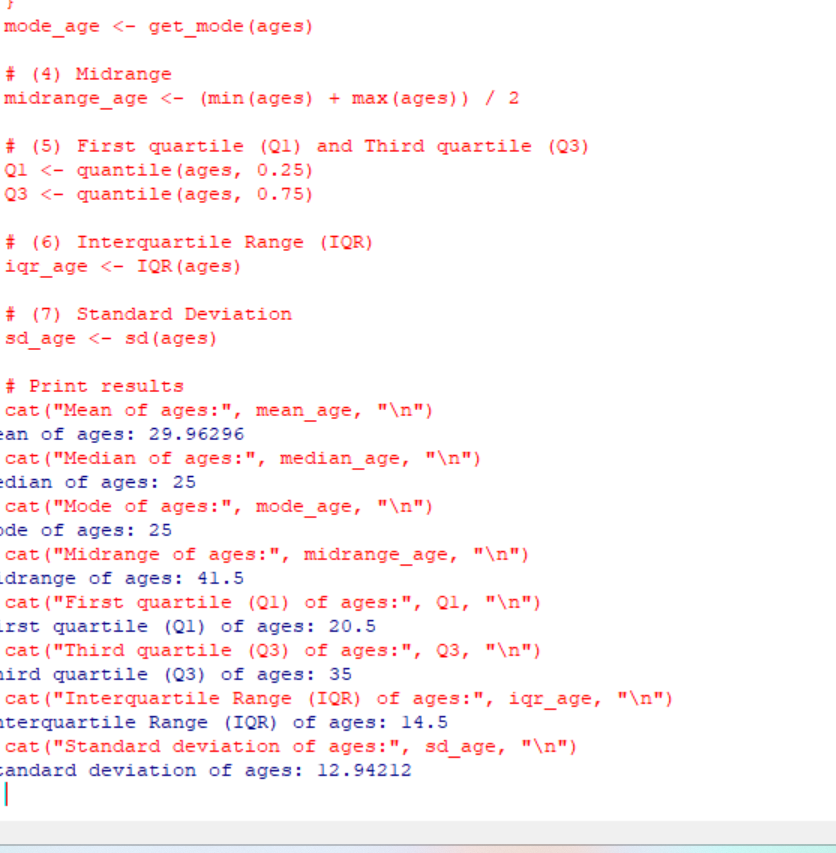 }
mode_age <- get_mode(ages)
# (4) Midrange
midrange_age <- (min(ages) + max(ages)) / 2
# (5) First quartile (Q1) and Third quartile (Q3)
Q1 <- quantile(ages, 0.25)
Q3 <- quantile(ages, 0.75)
# (6) Interquartile Range (IQR)
iqr_age <- IQR(ages)
# (7) Standard Deviation
sd_age <- sd(ages)
# Print results
cat("Mean of ages:", mean_age, "\n")
ean of ages: 29.96296
cat("Median of ages:", median_age, "\n")
edian of ages: 25
cat("Mode of ages:", mode_age, "\n")
ode of ages: 25
cat("Midrange of ages:", midrange_age, "\n")
idrange of ages: 41.5
cat("First quartile (Q1) of ages:", Q1, "\n")
irst quartile (Q1) of ages: 20.5
cat("Third quartile (Q3) of ages:", Q3, "\n")
hird quartile (Q3) of ages: 35
cat("Interquartile Range (IQR) of ages:", iqr_age, "\n")
nterquartile Range (IQR) of ages: 14.5
cat("Standard deviation of ages:", sd_age, "\n")
tandard deviation of ages: 12.94212